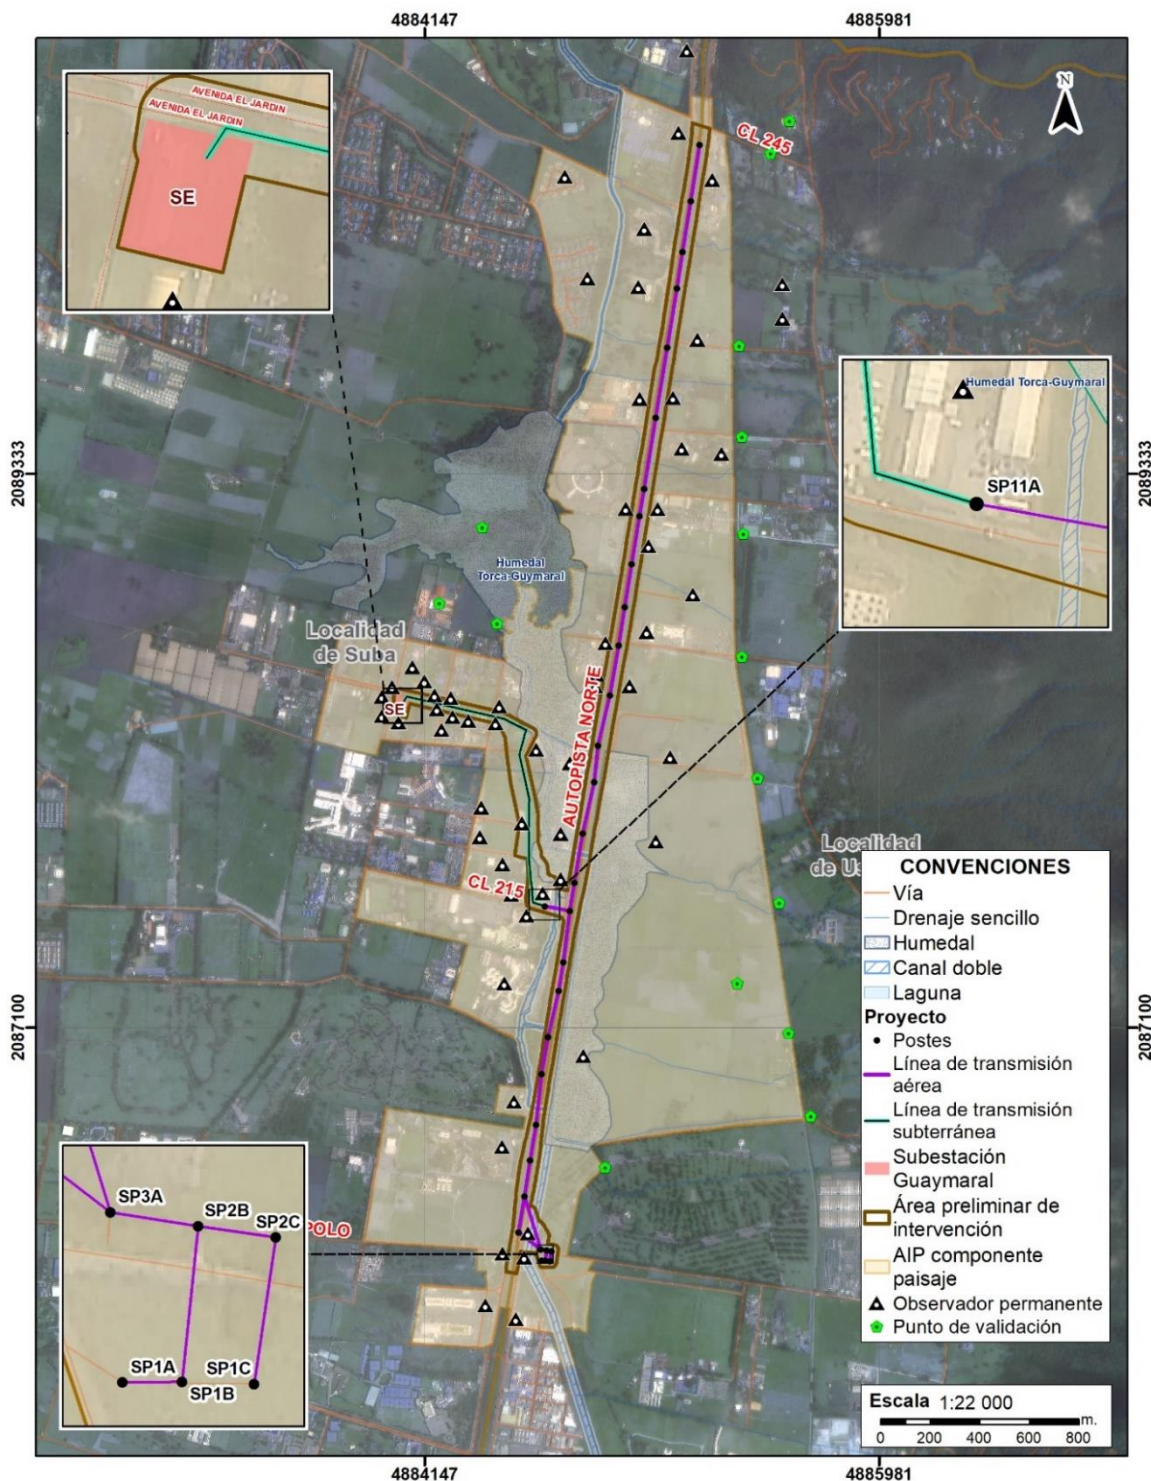 4884147
4885981
AVENIDA EL JARDIN
AVENIDA EL JARDIN
SE
CL 245
N
Humedal Torca-Guymaral
SP11A
2089333
2089333
Humedal
Torca-Guymaral
Localidad
de Suba
SE
AUTOPISTA NORTE
CL 215
Localidad
de Us
2087100
2087100
SP3A
SP2B
SP2C
SP1A
SP1B
SP1C
POLO
CONVENCIONES
Vía
Drenaje sencillo
Humedal
Canal doble
Laguna
Proyecto
Postes
Línea de transmisión
aérea
Línea de transmisión
subterránea
Subestación
Guaymaral
Área preliminar de
intervención
AIP componente
paisaje
Observador permanente
Punto de validación
Escala 1:22 000
m.
0 200 400 600 800
4884147
4885981